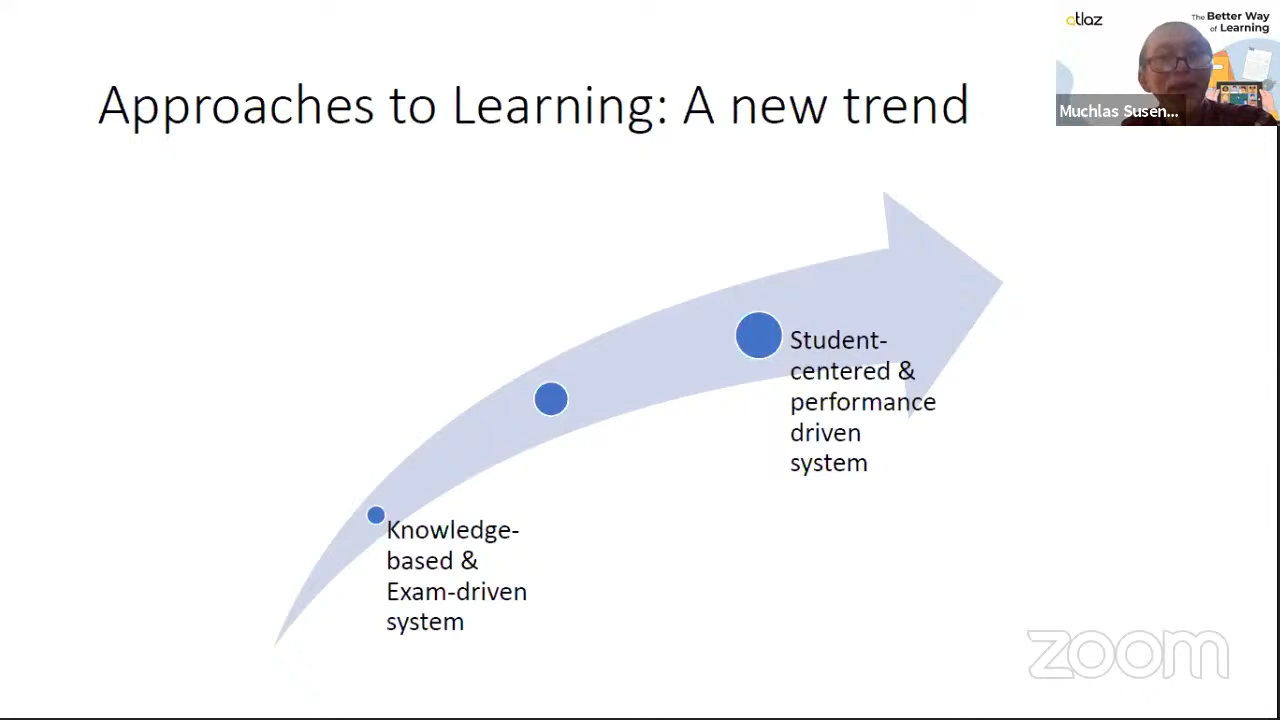 Approaches to Learning: A new trend
atlaz
The Better Way
of Learning
Muchlas Susen...
Student-
centered &
performance
driven
system
Knowledge-
based &
Exam-driven
system
zoom